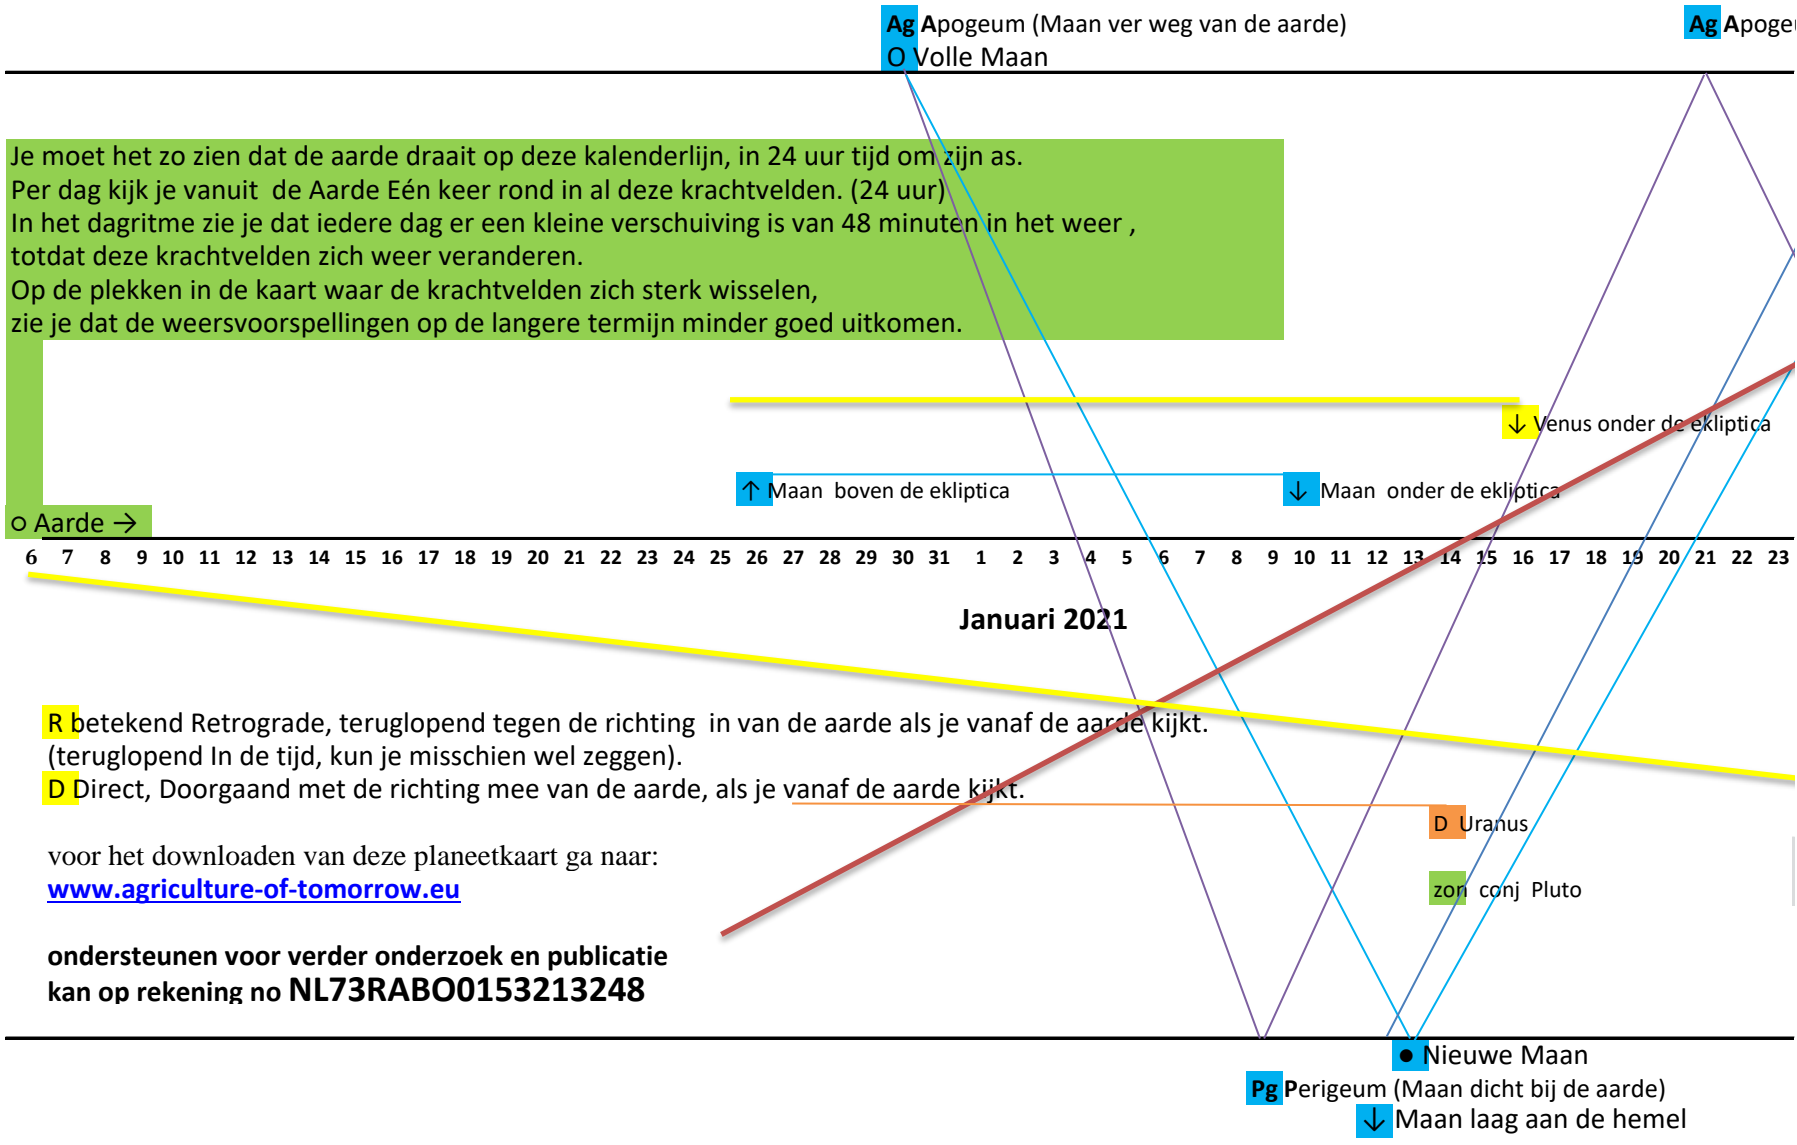 Ag Apogeum (Maan ver weg van de aarde)
O Volle Maan
Ag Apoge
Je moet het zo zien dat de aarde draait op deze kalenderlijn, in 24 uur tijd om zijn as.
Per dag kijk je vanuit  de Aarde Eén keer rond in al deze krachtvelden. (24 uur)
In het dagritme zie je dat iedere dag er een kleine verschuiving is van 48 minuten in het weer ,
totdat deze krachtvelden zich weer veranderen.
Op de plekken in de kaart waar de krachtvelden zich sterk wisselen,
zie je dat de weersvoorspellingen op de langere termijn minder goed uitkomen.
↓ Venus onder de ekliptica
↑ Maan  boven de ekliptica
↓ Maan  onder de ekliptica
○ Aarde →
6 7 8 9 10 11 12 13 14 15 16 17 18 19 20 21 22 23 24 25 26 27 28 29 30 31 1 2 3 4 5 6 7 8 9 10 11 12 13 14 15 16 17 18 19 20 21 22 23
Januari 2021
R betekend Retrograde, teruglopend tegen de richting  in van de aarde als je vanaf de aarde kijkt.
(teruglopend In de tijd, kun je misschien wel zeggen).
D Direct, Doorgaand met de richting mee van de aarde, als je vanaf de aarde kijkt.
D Uranus
voor het downloaden van deze planeetkaart ga naar:
www.agriculture-of-tomorrow.eu
zon  conj  Pluto
ondersteunen voor verder onderzoek en publicatie
kan op rekening no NL73RABO0153213248
● Nieuwe Maan
Pg Perigeum (Maan dicht bij de aarde)
↓ Maan laag aan de hemel